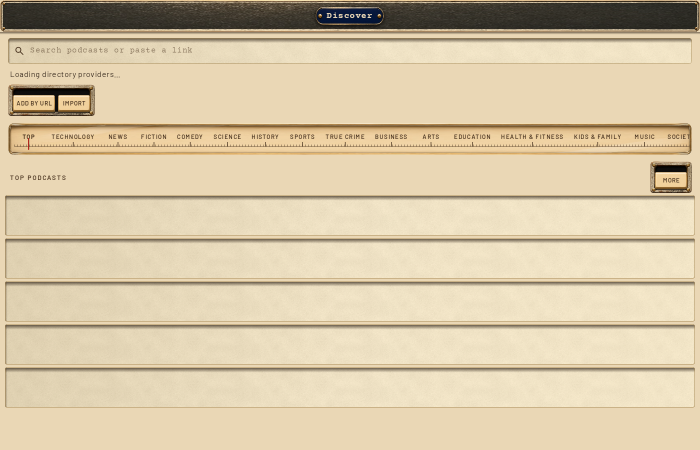 Discover
Search podcasts or paste a link
Loading directory providers...
ADD BY URL IMPORT
TOP TECHNOLOGY NEWS FICTION COMEDY SCIENCE HISTORY SPORTS TRUE CRIME BUSINESS ARTS EDUCATION HEALTH & FITNESS KIDS & FAMILY MUSIC SOCIET
TOP PODCASTS
MORE